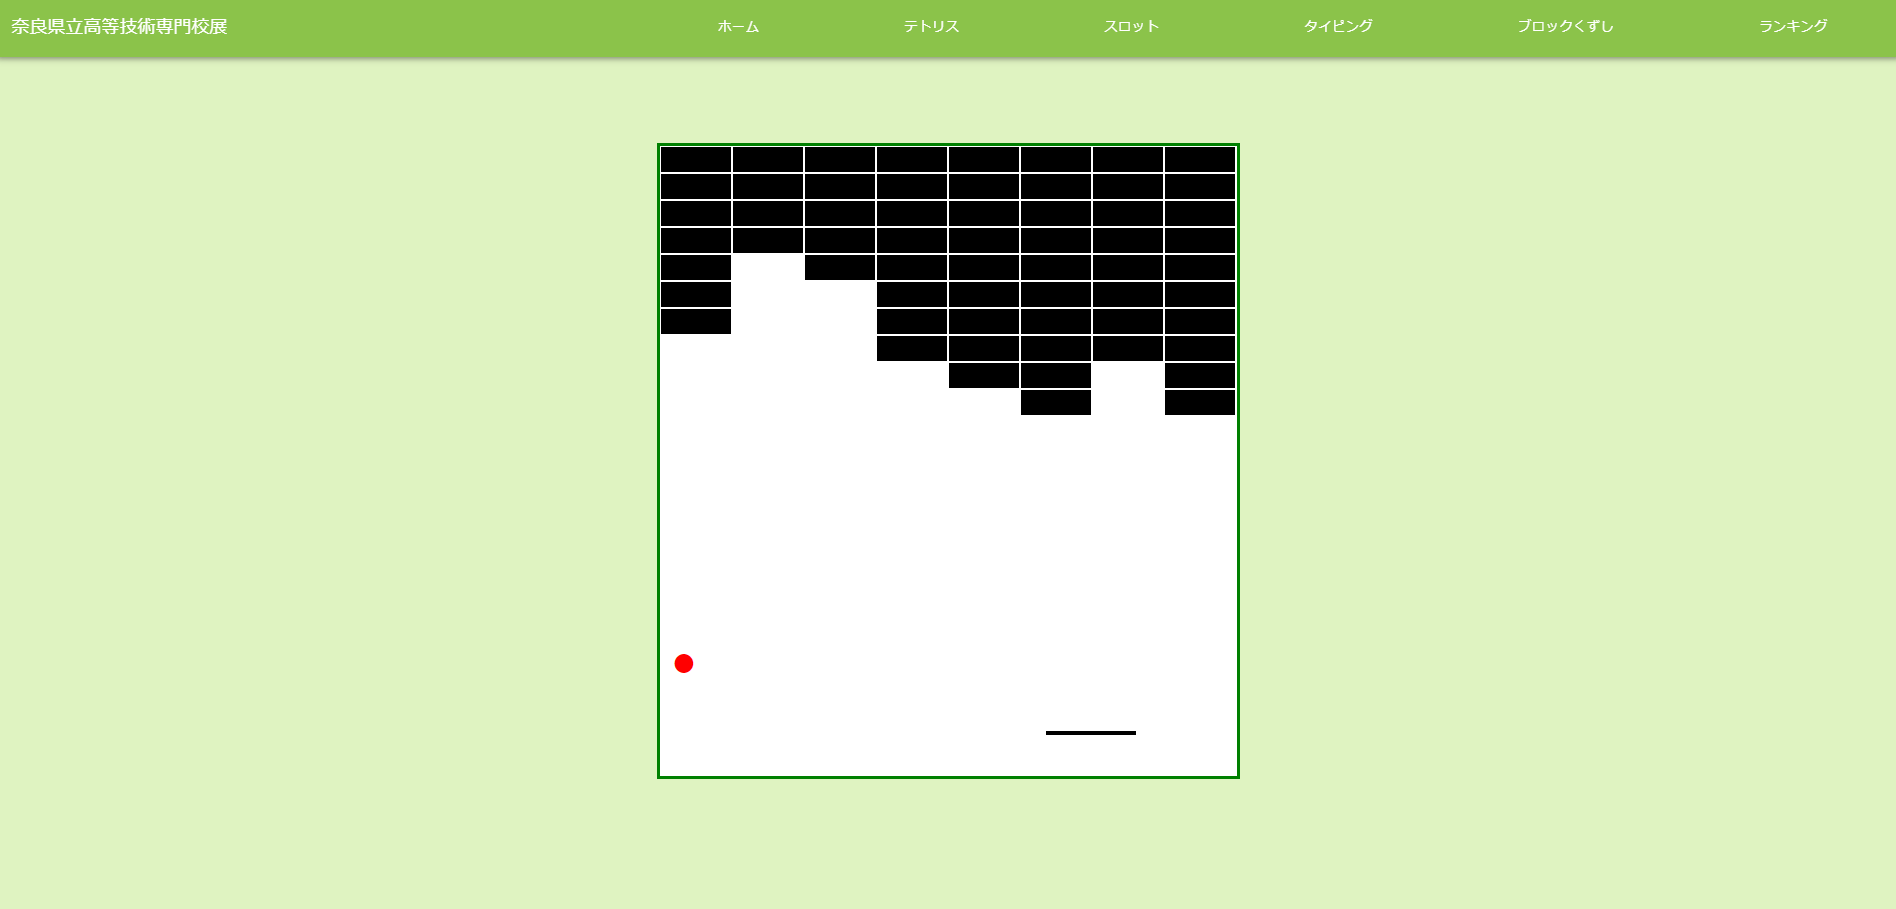 奈良県立高等技術専門校展
ホーム
テトリス
スロット
タイピング
ブロックくずし
ランキング